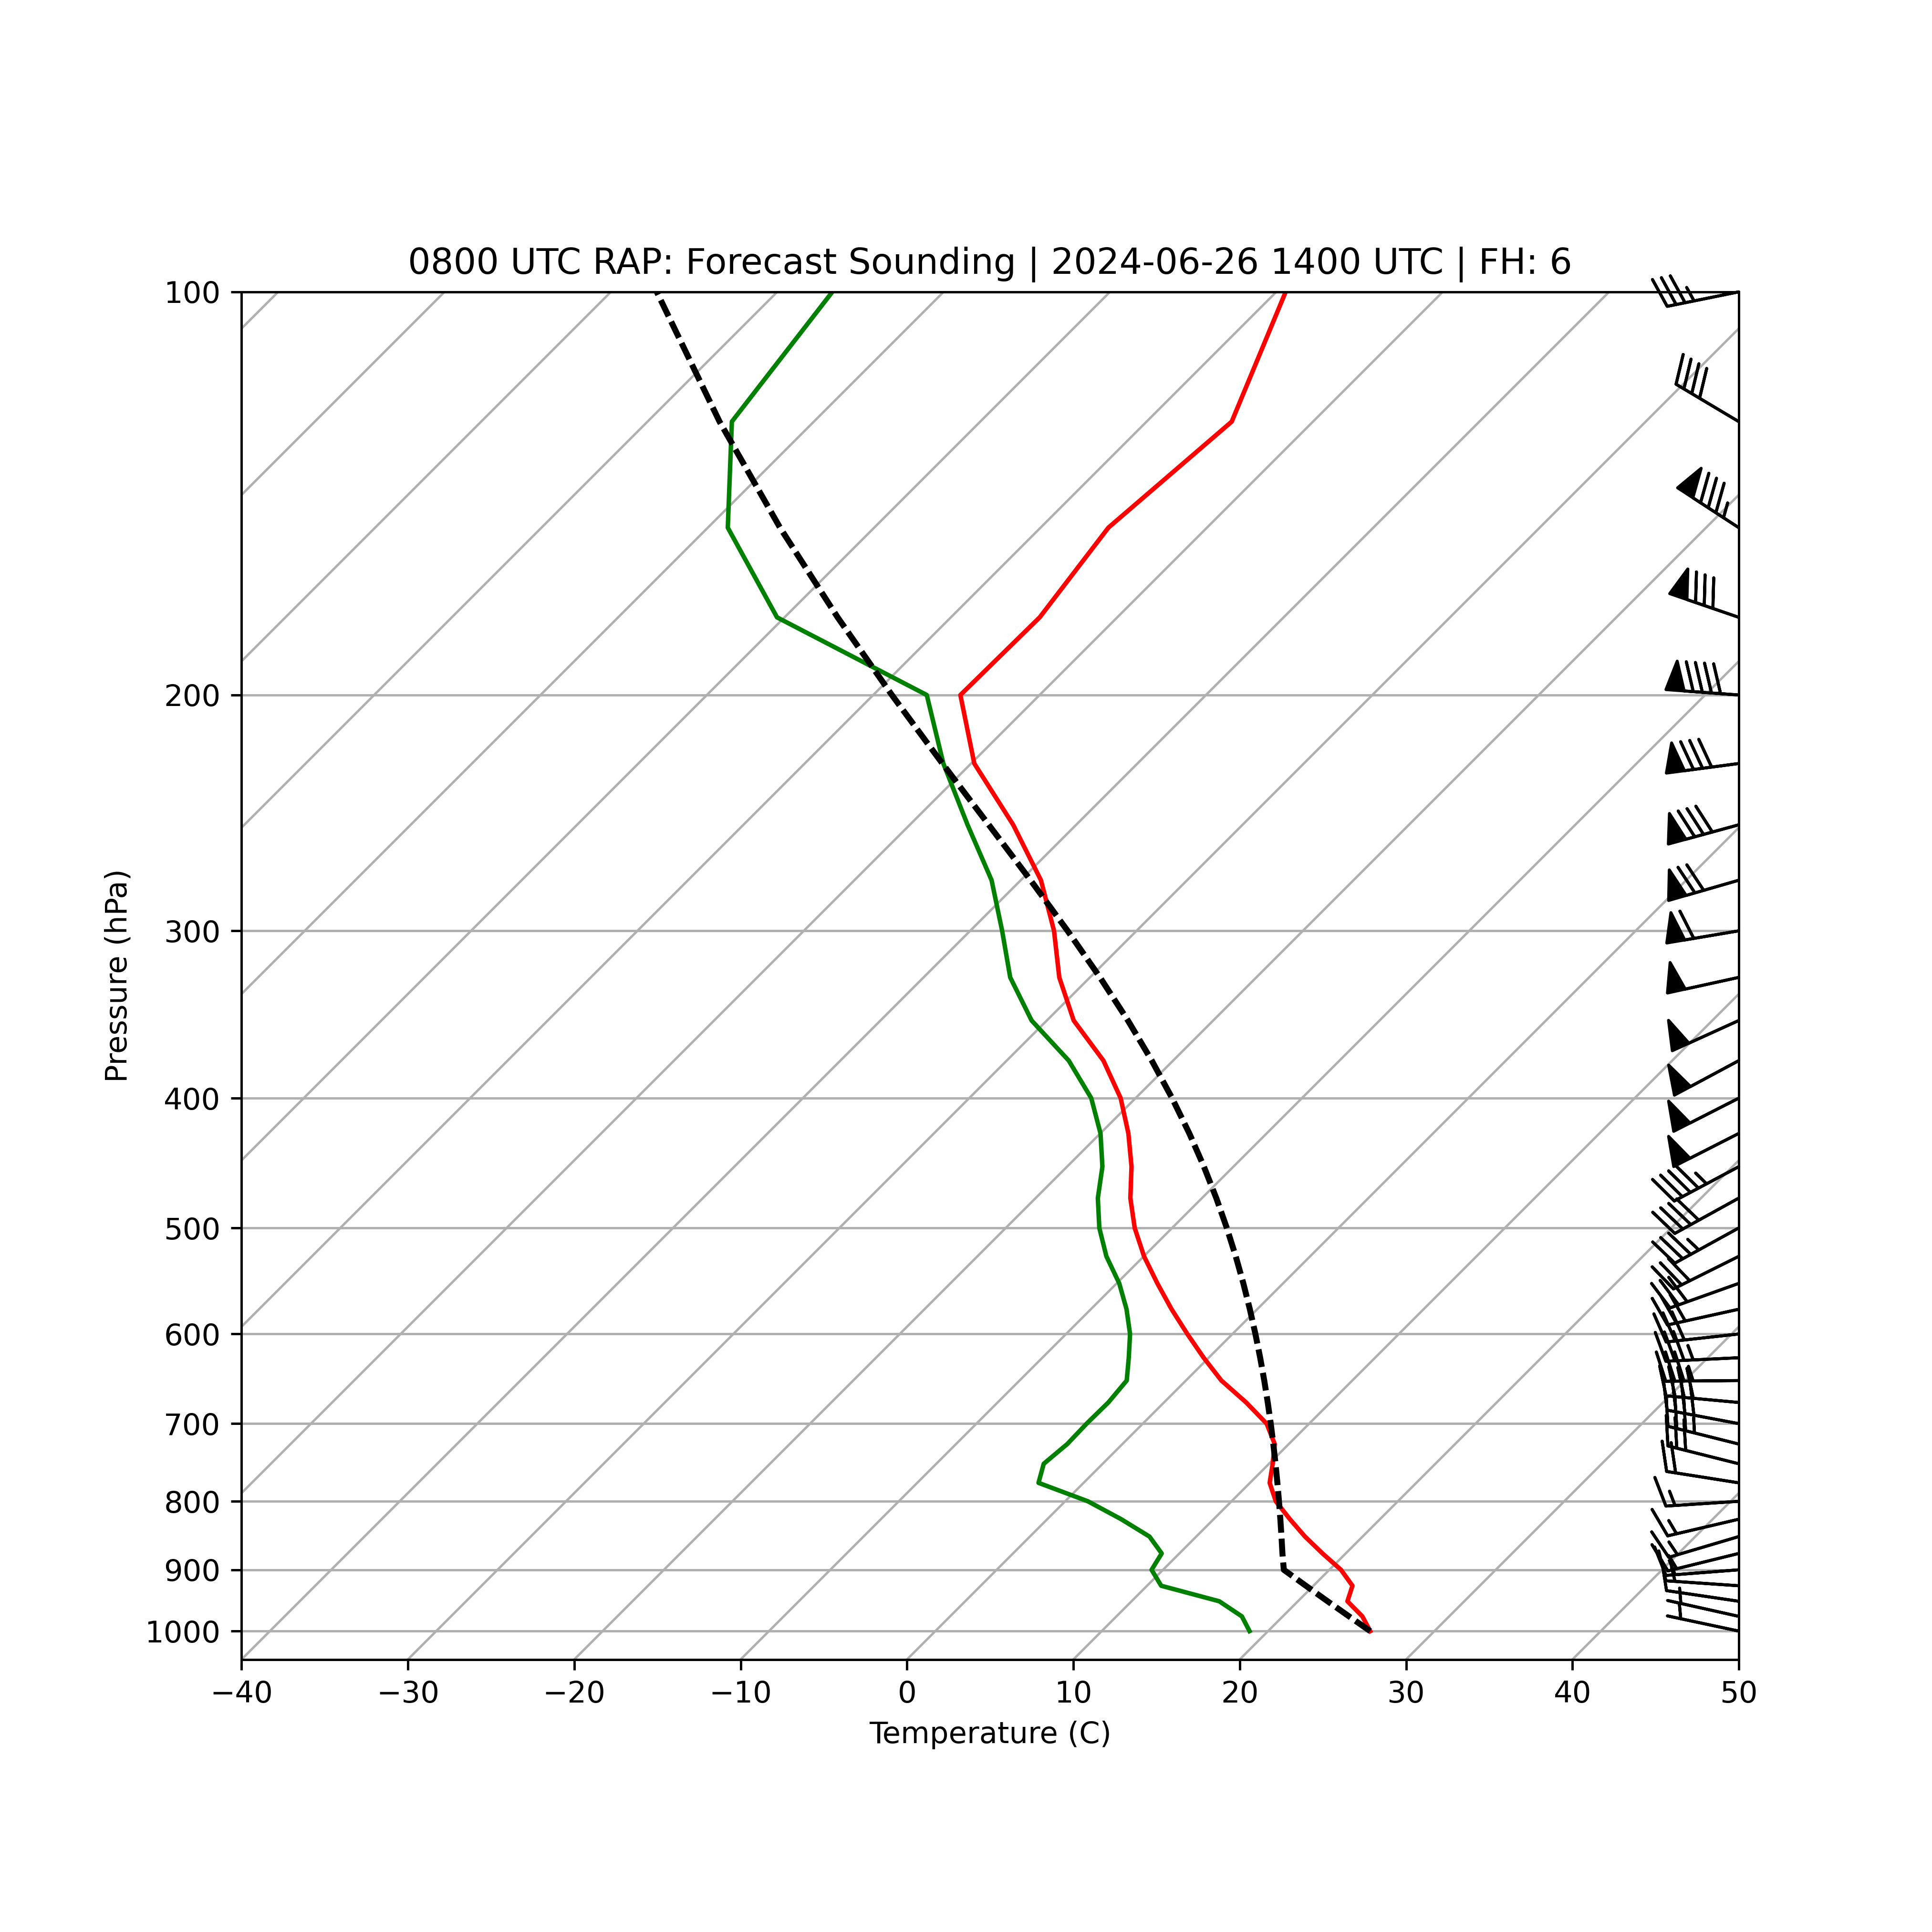 0800 UTC RAP: Forecast Sounding | 2024-06-26 1400 UTC | FH: 6
100
200
300
400
500
600
700
800
900
1000
Pressure (hPa)
−40 −30 −20 −10 0 10 20 30 40 50
Temperature (C)